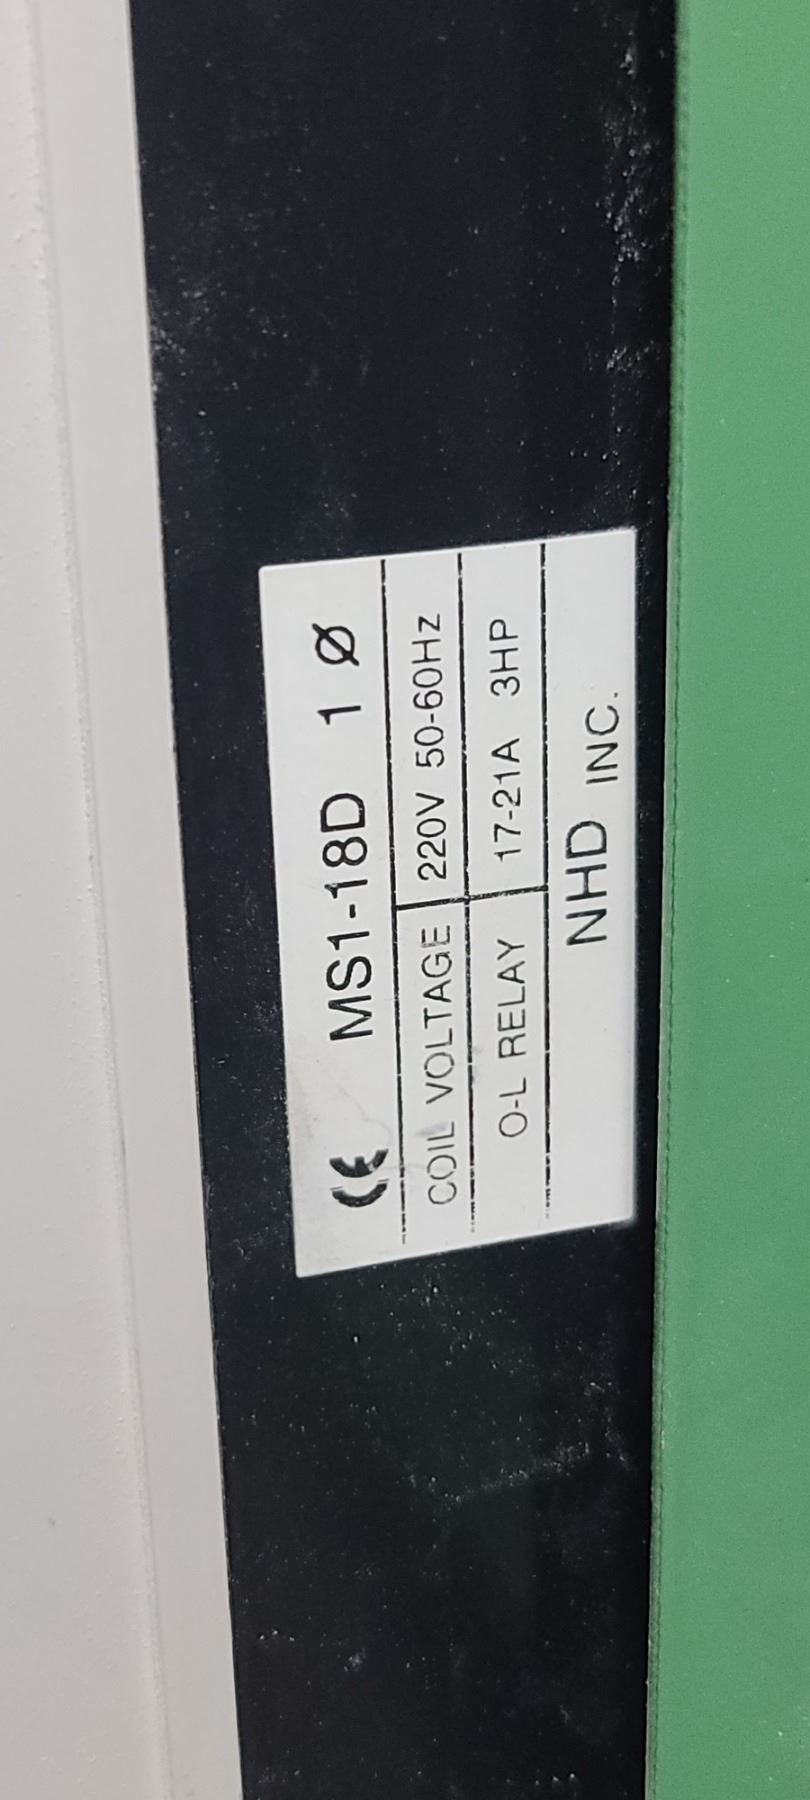 CE MS1-18D 1 Ø
COIL VOLTAGE 220V 50-60Hz
O-L RELAY 17-21A 3HP
NHD INC.